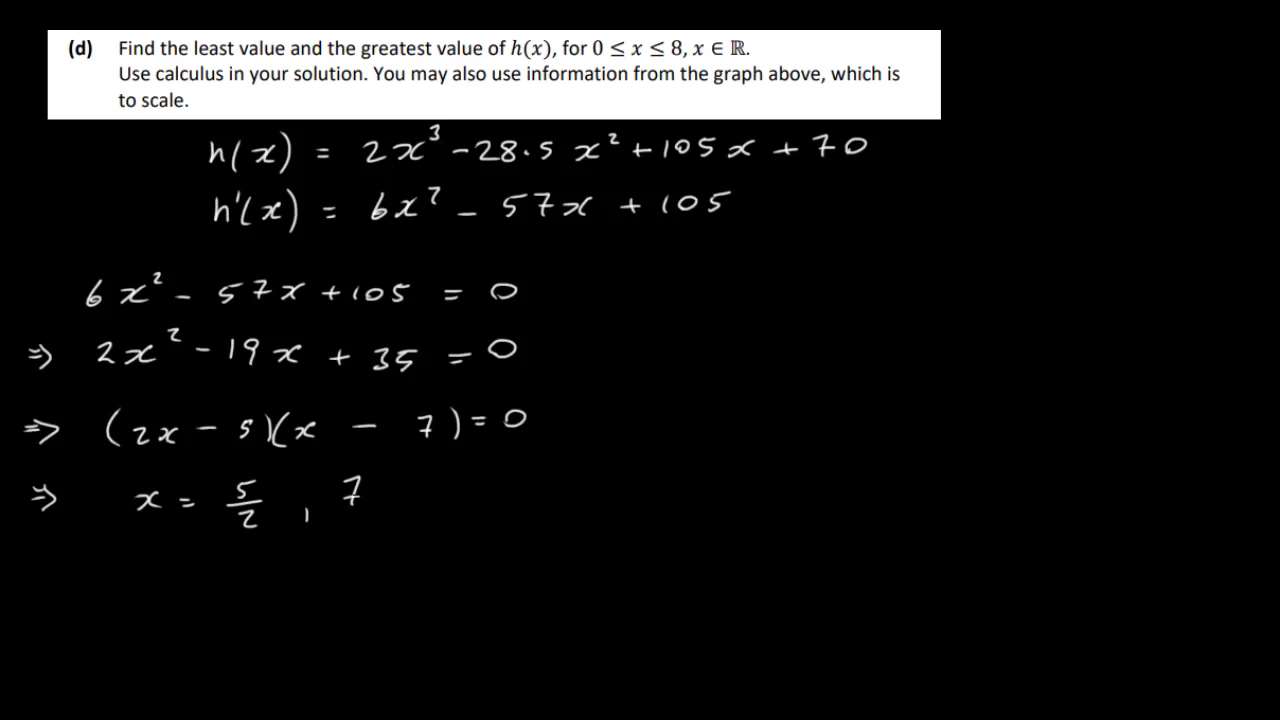 (d) Find the least value and the greatest value of h(x), for 0 ≤ x ≤ 8, x ∈ ℝ.
Use calculus in your solution. You may also use information from the graph above, which is
to scale.
h(x) = 2x³ - 28.5x² + 105x + 70
h'(x) = 6x² - 57x + 105
6x² - 57x + 105 = 0
⇒ 2x² - 19x + 35 = 0
⇒ (2x - 5)(x - 7) = 0
⇒ x = 5/2 , 7